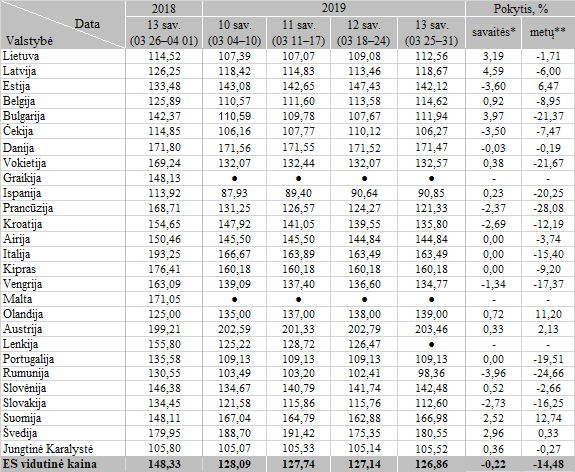 Data
Valstybė
2018 2019 Pokytis, %
13 sav. (03 26–04 01) 10 sav. (03 04–10) 11 sav. (03 11–17) 12 sav. (03 18–24) 13 sav. (03 25–31) savaitės* metų**
Lietuva 114,52 107,39 107,07 109,08 112,56 3,19 -1,71
Latvija 126,25 118,42 114,83 113,46 118,67 4,59 -6,00
Estija 133,48 143,08 142,65 147,43 142,12 -3,60 6,47
Belgija 125,89 110,57 111,60 113,58 114,62 0,92 -8,95
Bulgarija 142,37 110,59 109,78 107,67 111,94 3,97 -21,37
Čekija 114,85 106,16 107,77 110,12 106,27 -3,50 -7,47
Danija 171,80 171,56 171,55 171,52 171,47 -0,03 -0,19
Vokietija 169,24 132,07 132,44 132,07 132,57 0,38 -21,67
Graikija 148,13 ● ● ● ● - -
Ispanija 113,92 87,93 89,40 90,64 90,85 0,23 -20,25
Prancūzija 168,71 131,25 126,57 124,27 121,33 -2,37 -28,08
Kroatija 154,65 147,92 141,05 139,55 135,80 -2,69 -12,19
Airija 150,46 145,50 145,50 144,84 144,84 0,00 -3,74
Italija 193,25 166,67 163,89 163,49 163,49 0,00 -15,40
Kipras 176,41 160,18 160,18 160,18 160,18 0,00 -9,20
Vengrija 163,09 139,09 137,40 136,60 134,77 -1,34 -17,37
Malta 171,05 ● ● ● ● - -
Olandija 125,00 135,00 137,00 138,00 139,00 0,72 11,20
Austrija 199,21 202,59 201,33 202,79 203,46 0,33 2,13
Lenkija 155,80 125,22 128,72 126,47 ● - -
Portugalija 135,58 109,13 109,13 109,13 109,13 0,00 -19,51
Rumunija 130,55 103,49 103,20 102,41 98,36 -3,96 -24,66
Slovėnija 146,38 134,67 140,79 141,74 142,48 0,52 -2,66
Slovakija 134,45 121,58 115,86 115,76 112,60 -2,73 -16,25
Suomija 148,11 167,04 164,79 162,88 166,98 2,52 12,74
Švedija 179,95 188,70 191,42 175,35 180,55 2,96 0,33
Jungtinė Karalystė 105,80 105,07 105,33 105,14 105,52 0,36 -0,27
ES vidutinė kaina 148,33 128,09 127,74 127,14 126,86 -0,22 -14,48